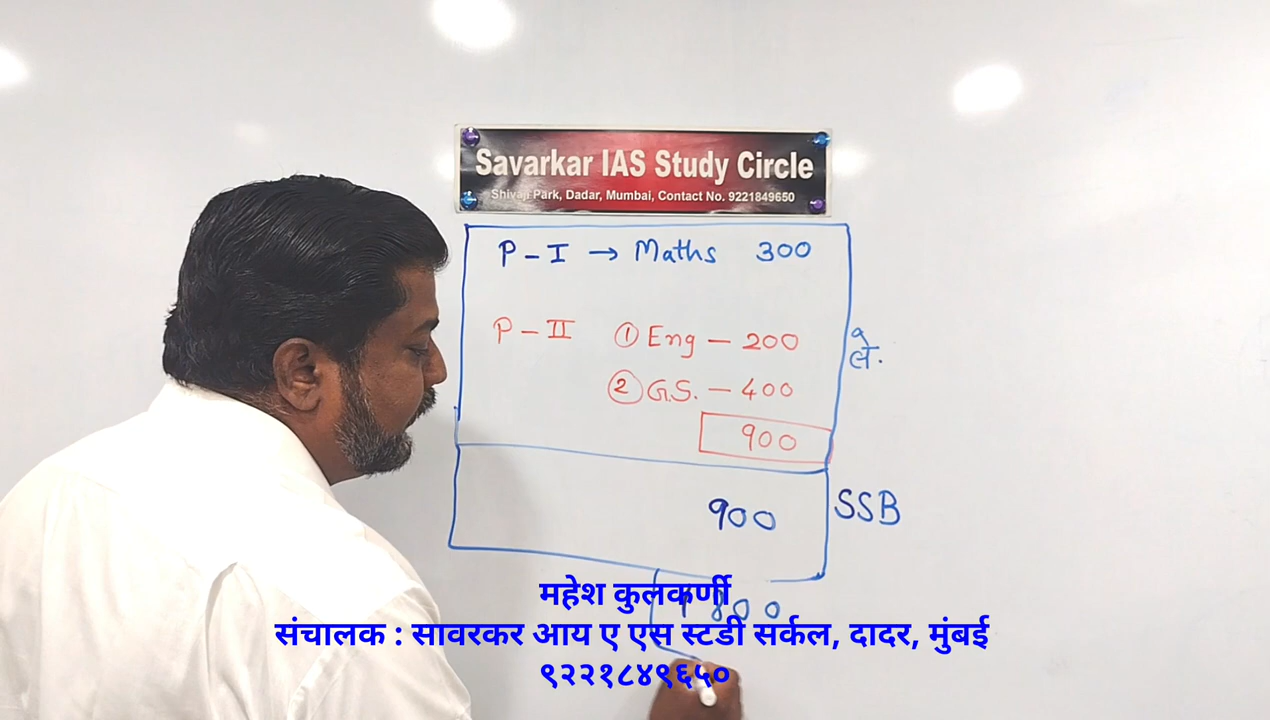 Savarkar IAS Study Circle
Shivaji Park, Dadar, Mumbai, Contact No. 9221849650
P - I → Maths 300
P - II ① Eng - 200
② G.S. - 400
900
ले.
900 SSB
1800
महेश कुलकर्णी
संचालक : सावरकर आय ए एस स्टडी सर्कल, दादर, मुंबई
९२२१८४९६५०